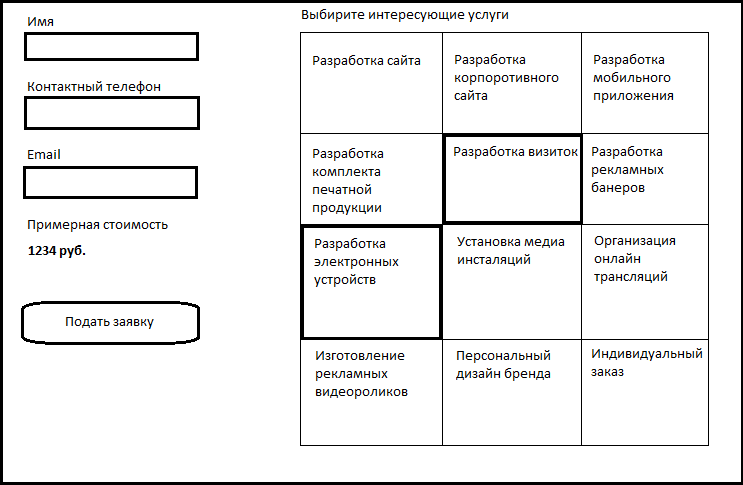 Имя
Контактный телефон
Email
Примерная стоимость
1234 руб.
Подать заявку
Выбирите интересующие услуги
Разработка сайта
Разработка
корпоротивного
сайта
Разработка
мобильного
приложения
Разработка
комплекта
печатной
продукции
Разработка визиток
Разработка
рекламных
банеров
Разработка
электронных
устройств
Установка медиа
инсталяций
Организация
онлайн
трансляций
Изготовление
рекламных
видеороликов
Персональный
дизайн бренда
Индивидуальный
заказ